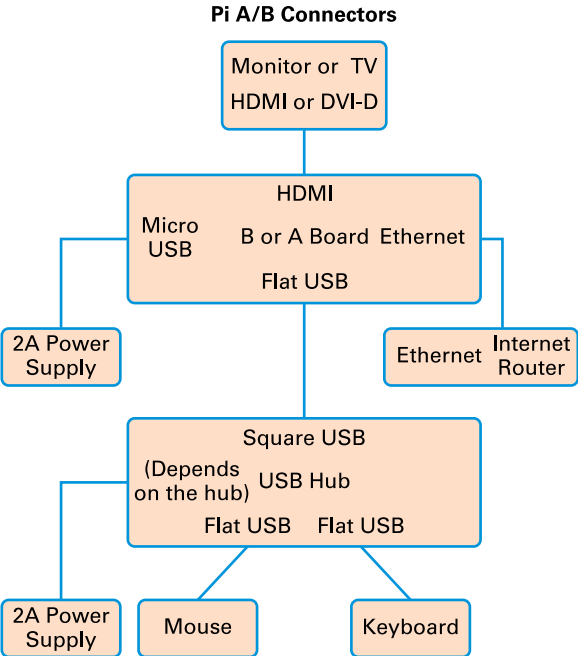 Pi A/B Connectors
Monitor or TV
HDMI or DVI-D
HDMI
Micro
USB
B or A Board
Ethernet
Flat USB
2A Power
Supply
Ethernet
Internet
Router
Square USB
(Depends
on the hub)
USB Hub
Flat USB
Flat USB
2A Power
Supply
Mouse
Keyboard